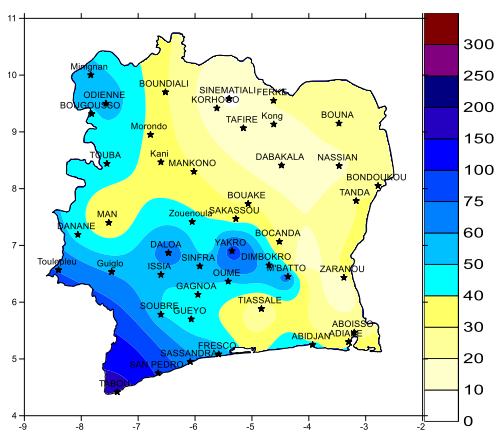 11
10
9
8
7
6
5
4
-9
-8
-7
-6
-5
-4
-3
-2
Minignan
ODIENNE
BOUGOUSSO
BOUNDIALI
SINEMATIALI
FERKE
KORHOGO
TAFIRE
Kong
BOUNA
Morondo
Kani
TOUBA
MANKONO
DABAKALA
NASSIAN
BONDOUKOU
TANDA
BOUAKE
Zouenoula
SAKASSOU
MAN
DANANE
BOCANDA
DALOA
YAKRO
DIMBOKRO
Toulepleu
Guiglo
ISSIA
SINFRA
M'BATTO
ZARANOU
OUME
GAGNOA
TIASSALE
SOUBRE
GUEYO
ABOISSO
ADIAKE
ABIDJAN
FRESCO
SASSANDRA
SAN PEDRO
TABOU
300
250
200
150
100
75
60
50
40
30
20
10
0